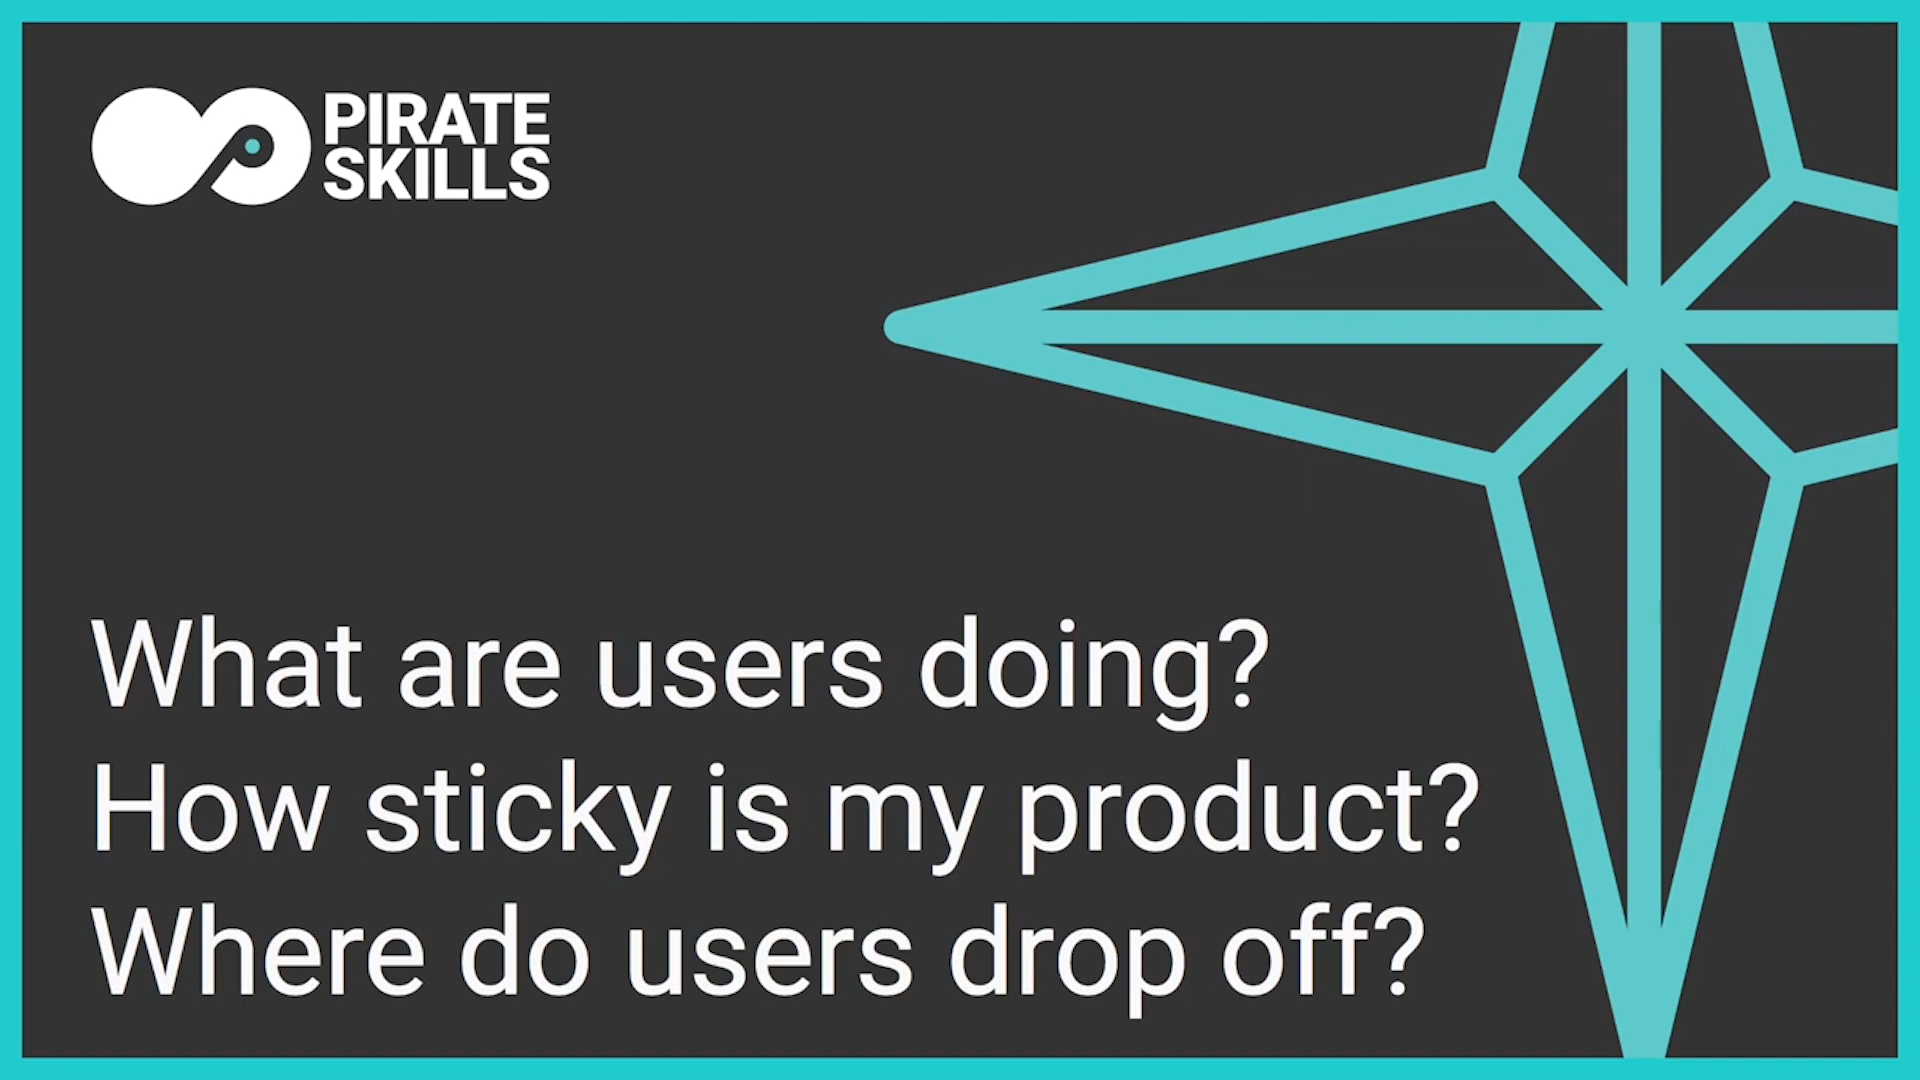 PIRATE
SKILLS
What are users doing?
How sticky is my product?
Where do users drop off?